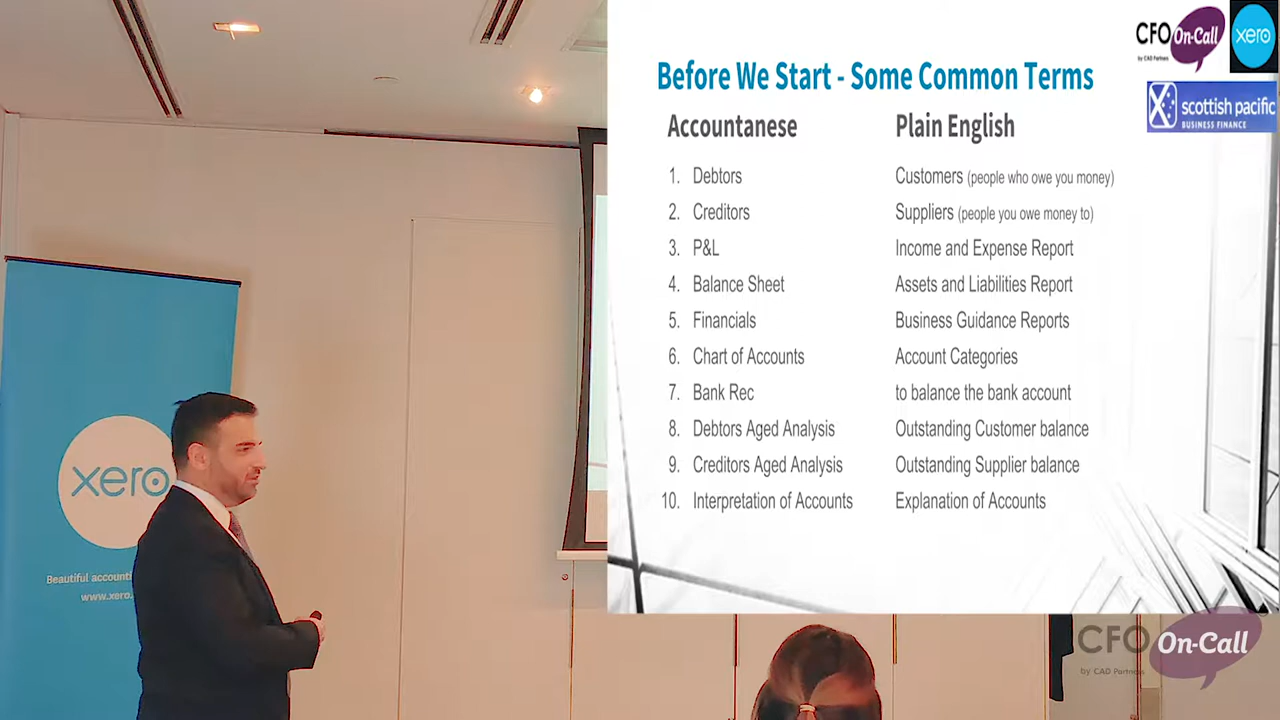 CFO On-Call
by CAD Partners
xero
scottish pacific
BUSINESS FINANCE
Before We Start - Some Common Terms
Accountanese Plain English
1. Debtors Customers (people who owe you money)
2. Creditors Suppliers (people you owe money to)
3. P&L Income and Expense Report
4. Balance Sheet Assets and Liabilities Report
5. Financials Business Guidance Reports
6. Chart of Accounts Account Categories
7. Bank Rec to balance the bank account
8. Debtors Aged Analysis Outstanding Customer balance
9. Creditors Aged Analysis Outstanding Supplier balance
10. Interpretation of Accounts Explanation of Accounts
xero
Beautiful
www.xero.
CFO On-Call
by CAD Partners